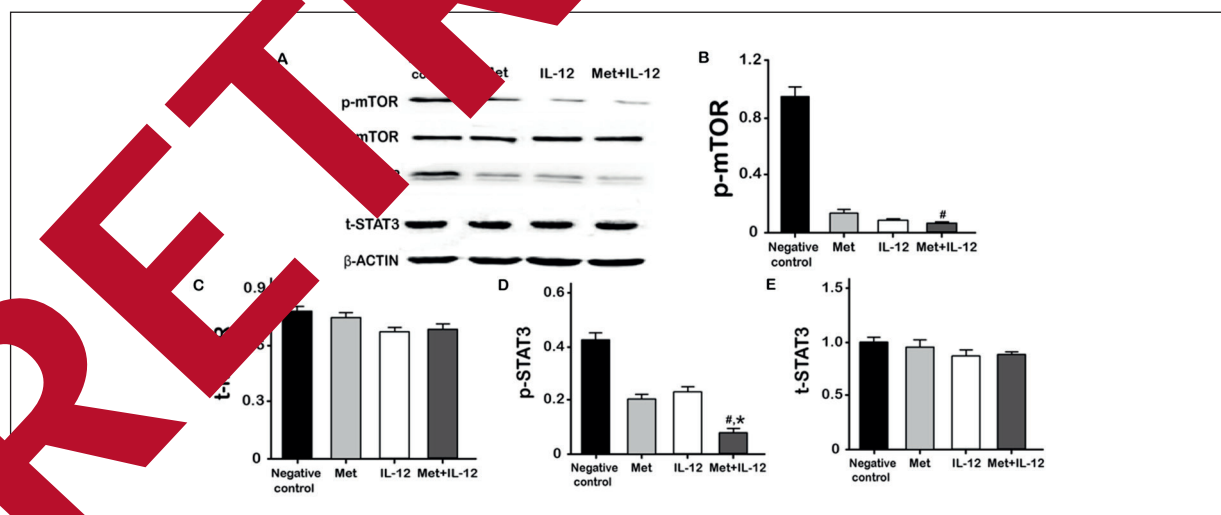 RETR
A
Met IL-12 Met+IL-12
p-mTOR
mTOR
t-STAT3
β-ACTIN
B
p-mTOR
1.2
0.8
0.4
0
#
Negative control Met IL-12 Met+IL-12
C
0.9
0.3
0
Negative control Met IL-12 Met+IL-12
D
p-STAT3
0.6
0.4
0.2
0
#,*
Negative control Met IL-12 Met+IL-12
E
t-STAT3
1.5
1.0
0.5
0
Negative control Met IL-12 Met+IL-12